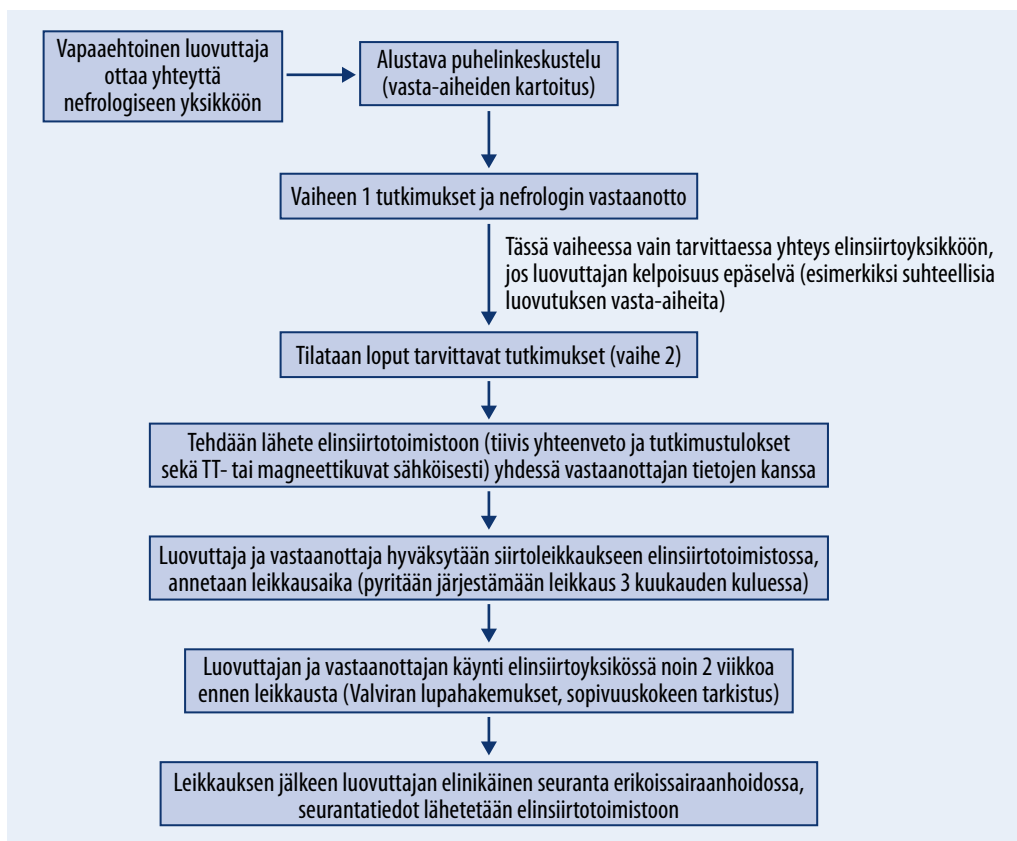 Vapaaehtoinen luovuttaja
ottaa yhteyttä
nefrologiseen yksikköön
Alustava puhelinkeskustelu
(vasta-aiheiden kartoitus)
Vaiheen 1 tutkimukset ja nefrologin vastaanotto
Tässä vaiheessa vain tarvittaessa yhteys elinsiirtoyksikköön,
jos luovuttajan kelpoisuus epäselvä (esimerkiksi suhteellisia
luovutuksen vasta-aiheita)
Tilataan loput tarvittavat tutkimukset (vaihe 2)
Tehdään lähete elinsiirtotoimistoon (tiivis yhteenveto ja tutkimustulokset
sekä TT- tai magneettikuvat sähköisesti) yhdessä vastaanottajan tietojen kanssa
Luovuttaja ja vastaanottaja hyväksytään siirtoleikkaukseen elinsiirtotoimistossa,
annetaan leikkausaika (pyritään järjestämään leikkaus 3 kuukauden kuluessa)
Luovuttajan ja vastaanottajan käynti elinsiirtoyksikössä noin 2 viikkoa
ennen leikkausta (Valviran lupahakemukset, sopivuuskokeen tarkistus)
Leikkauksen jälkeen luovuttajan elinikäinen seuranta erikoissairaanhoidossa,
seurantatiedot lähetetään elinsiirtotoimistoon